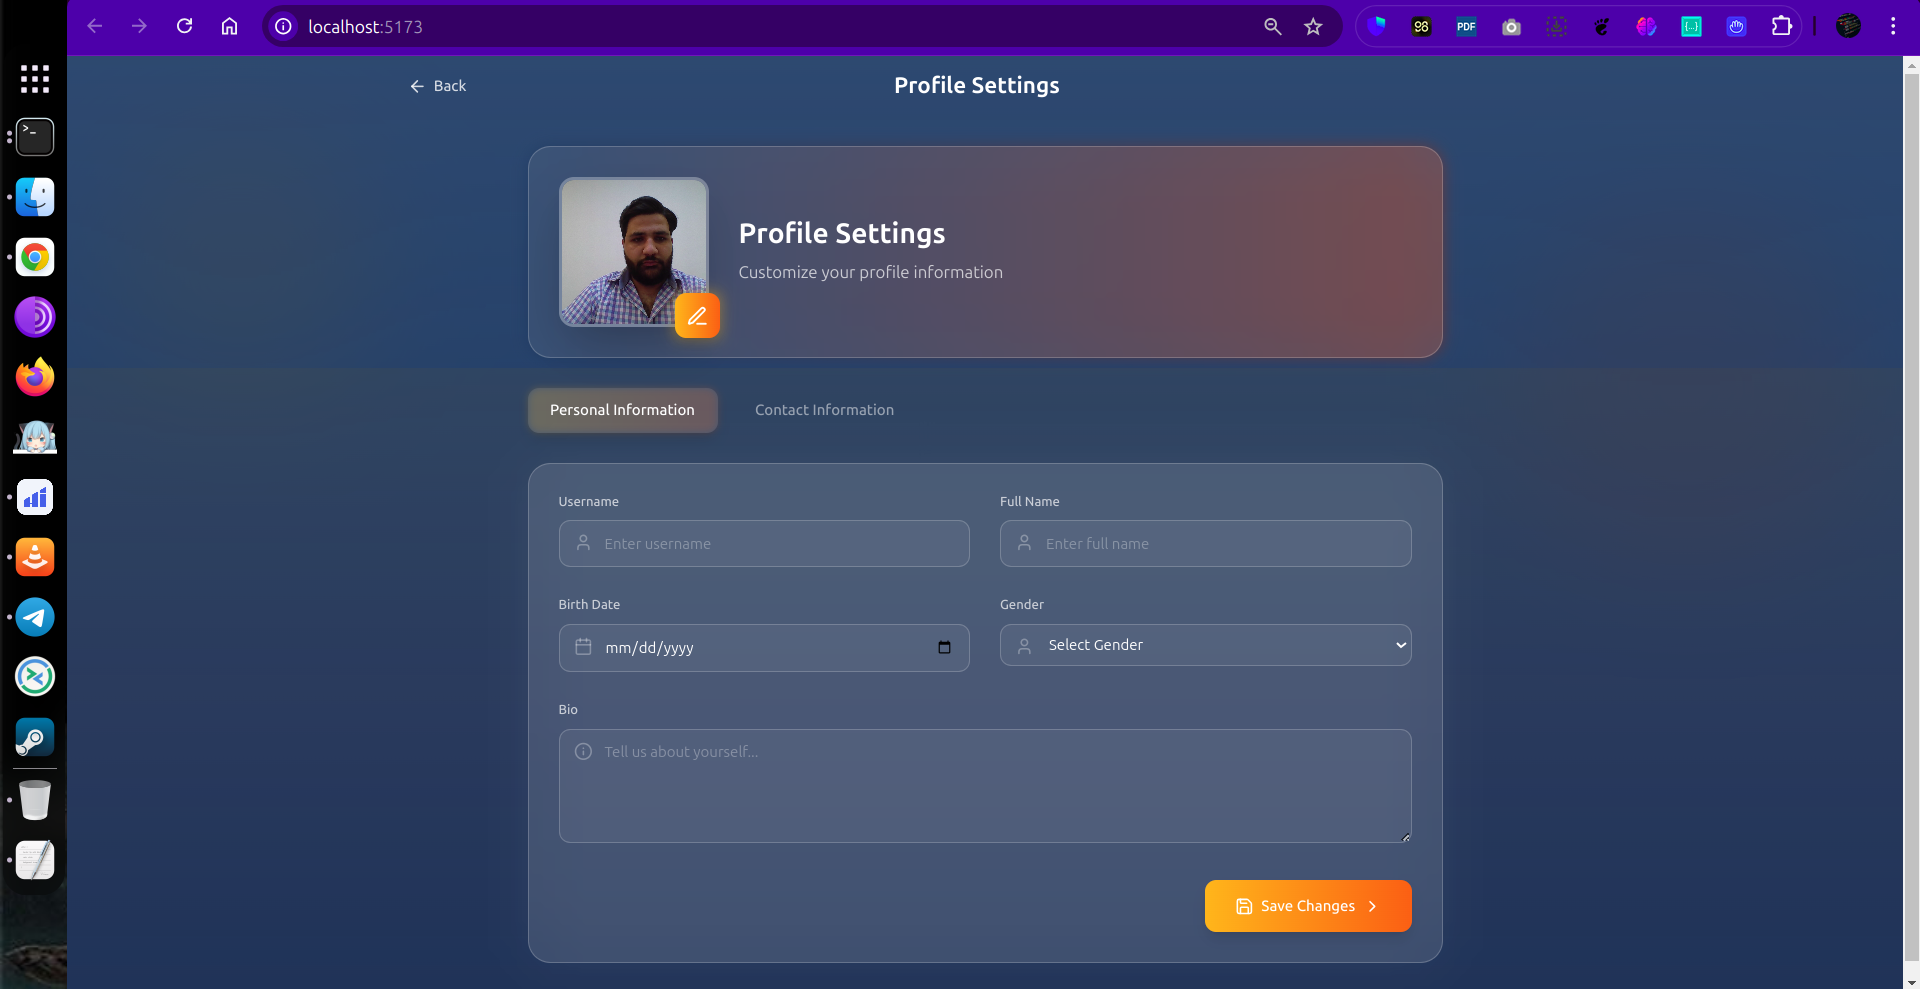 localhost:5173
98
PDF
{...}
>_
Back
Profile Settings
Profile Settings
Customize your profile information
Personal Information
Contact Information
Username
Full Name
Enter username
Enter full name
Birth Date
Gender
mm/dd/yyyy
Select Gender
Bio
Tell us about yourself...
Save Changes